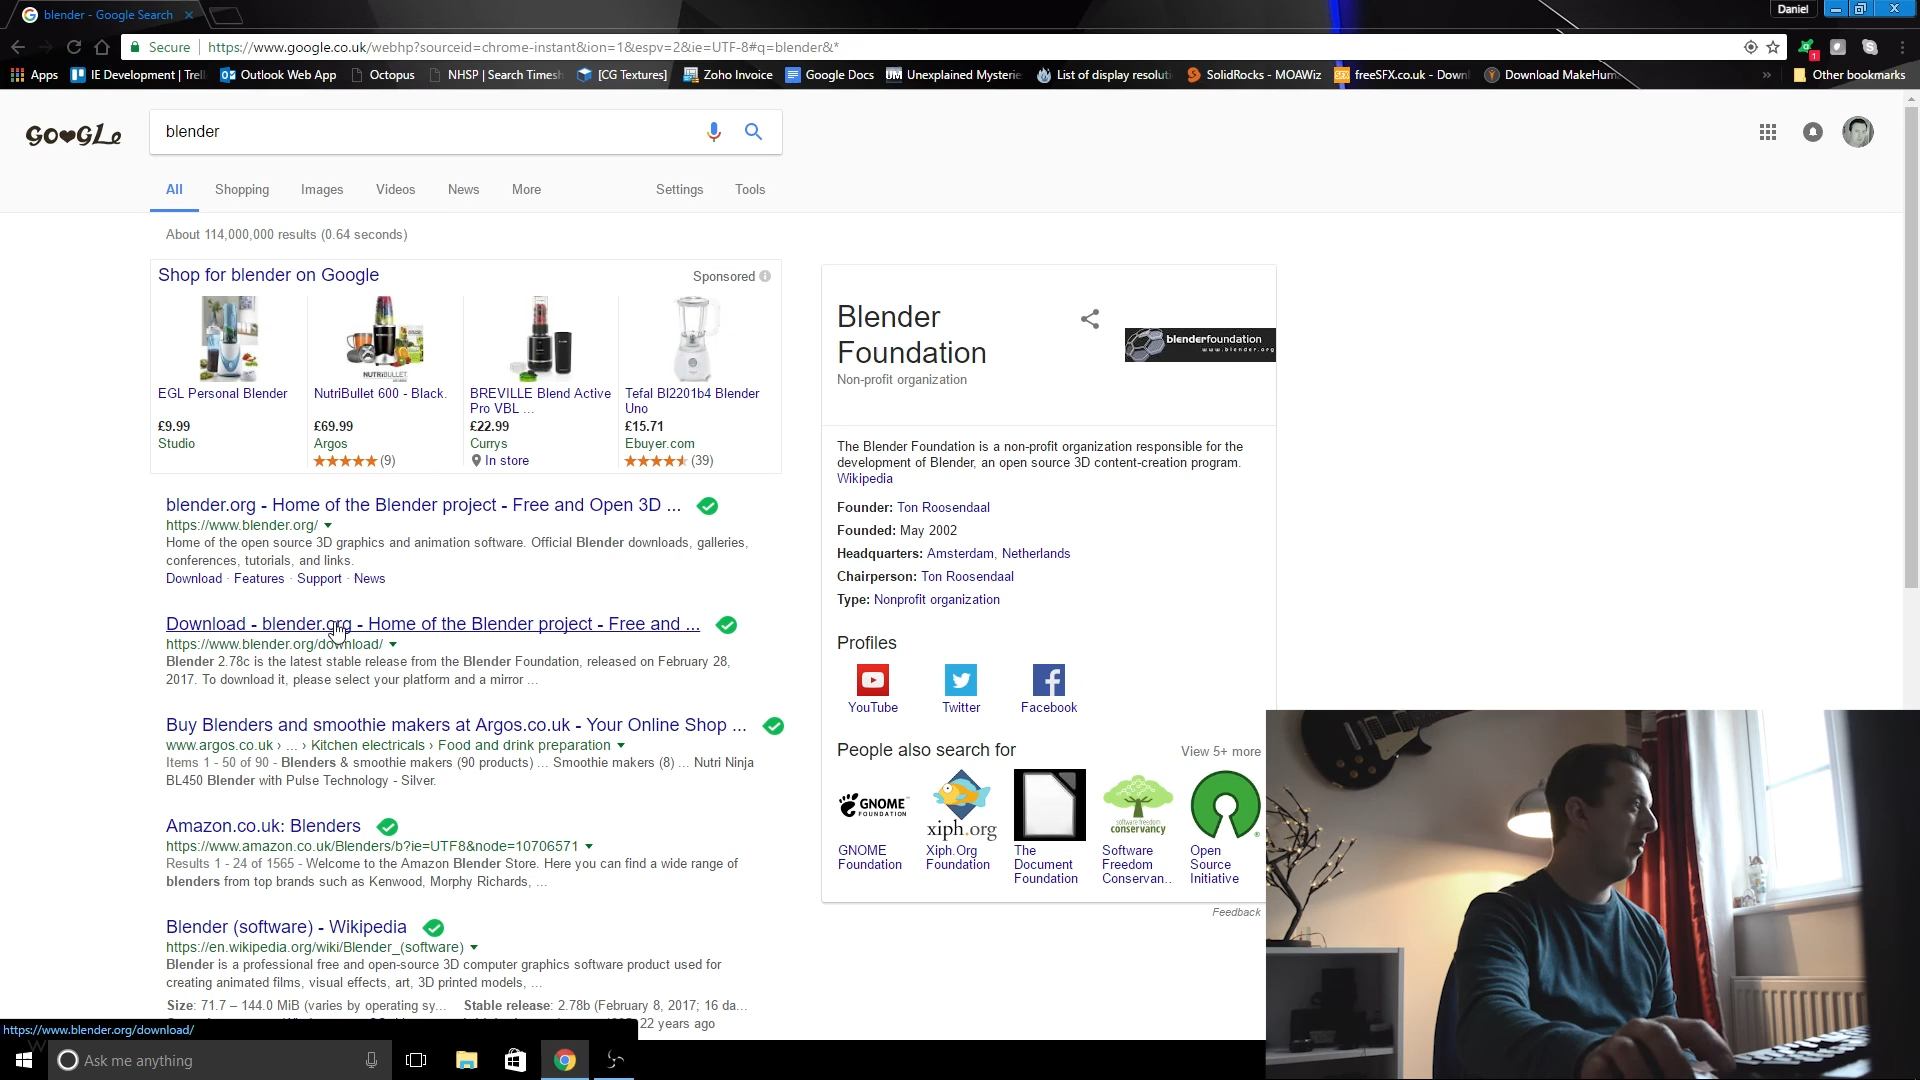 blender - Google Search
Daniel
Secure
https://www.google.co.uk/webhp?sourceid=chrome-instant&ion=1&espv=2&ie=UTF-8#q=blender&*
1
Apps
IE Development | Trell
Outlook Web App
Octopus
NHSP | Search Timesh
[CG Textures]
Zoho Invoice
Google Docs
UM Unexplained Mysterie
List of display resoluti
SolidRocks - MOAWiz
freeSFX.co.uk - Downl
Download MakeHum
Other bookmarks
GOOGLE
blender
All
Shopping
Images
Videos
News
More
Settings
Tools
About 114,000,000 results (0.64 seconds)
Shop for blender on Google
Sponsored
NUTRIBULLET
EGL Personal Blender
£9.99
Studio
NutriBullet 600 - Black.
£69.99
Argos
(9)
BREVILLE Blend Active
Pro VBL ...
£22.99
Currys
In store
Tefal Bl2201b4 Blender
Uno
£15.71
Ebuyer.com
(39)
blender.org - Home of the Blender project - Free and Open 3D ...
https://www.blender.org/
Home of the open source 3D graphics and animation software. Official Blender downloads, galleries,
conferences, tutorials, and links.
Download · Features · Support · News
Download - blender.org - Home of the Blender project - Free and ...
https://www.blender.org/download/
Blender 2.78c is the latest stable release from the Blender Foundation, released on February 28,
2017. To download it, please select your platform and a mirror ...
Buy Blenders and smoothie makers at Argos.co.uk - Your Online Shop ...
www.argos.co.uk › ... › Kitchen electricals › Food and drink preparation
Items 1 - 50 of 90 - Blenders & smoothie makers (90 products) ... Smoothie makers (8) ... Nutri Ninja
BL450 Blender with Pulse Technology - Silver.
Amazon.co.uk: Blenders
https://www.amazon.co.uk/Blenders/b?ie=UTF8&node=10706571
Results 1 - 24 of 1565 - Welcome to the Amazon Blender Store. Here you can find a wide range of
blenders from top brands such as Kenwood, Morphy Richards, ...
Blender (software) - Wikipedia
https://en.wikipedia.org/wiki/Blender_(software)
Blender is a professional free and open-source 3D computer graphics software product used for
creating animated films, visual effects, art, 3D printed models, ...
Size: 71.7 – 144.0 MiB (varies by operating sy...
Stable release: 2.78b (February 8, 2017; 16 da...
22 years ago
Blender
Foundation
Non-profit organization
blenderfoundation
www.blender.org
The Blender Foundation is a non-profit organization responsible for the
development of Blender, an open source 3D content-creation program.
Wikipedia
Founder: Ton Roosendaal
Founded: May 2002
Headquarters: Amsterdam, Netherlands
Chairperson: Ton Roosendaal
Type: Nonprofit organization
Profiles
YouTube
Twitter
Facebook
People also search for
View 5+ more
GNOME
FOUNDATION
xiph.org
software freedom
conservancy
GNOME
Foundation
Xiph.Org
Foundation
The
Document
Foundation
Software
Freedom
Conservan...
Open
Source
Initiative
Feedback
https://www.blender.org/download/
Ask me anything